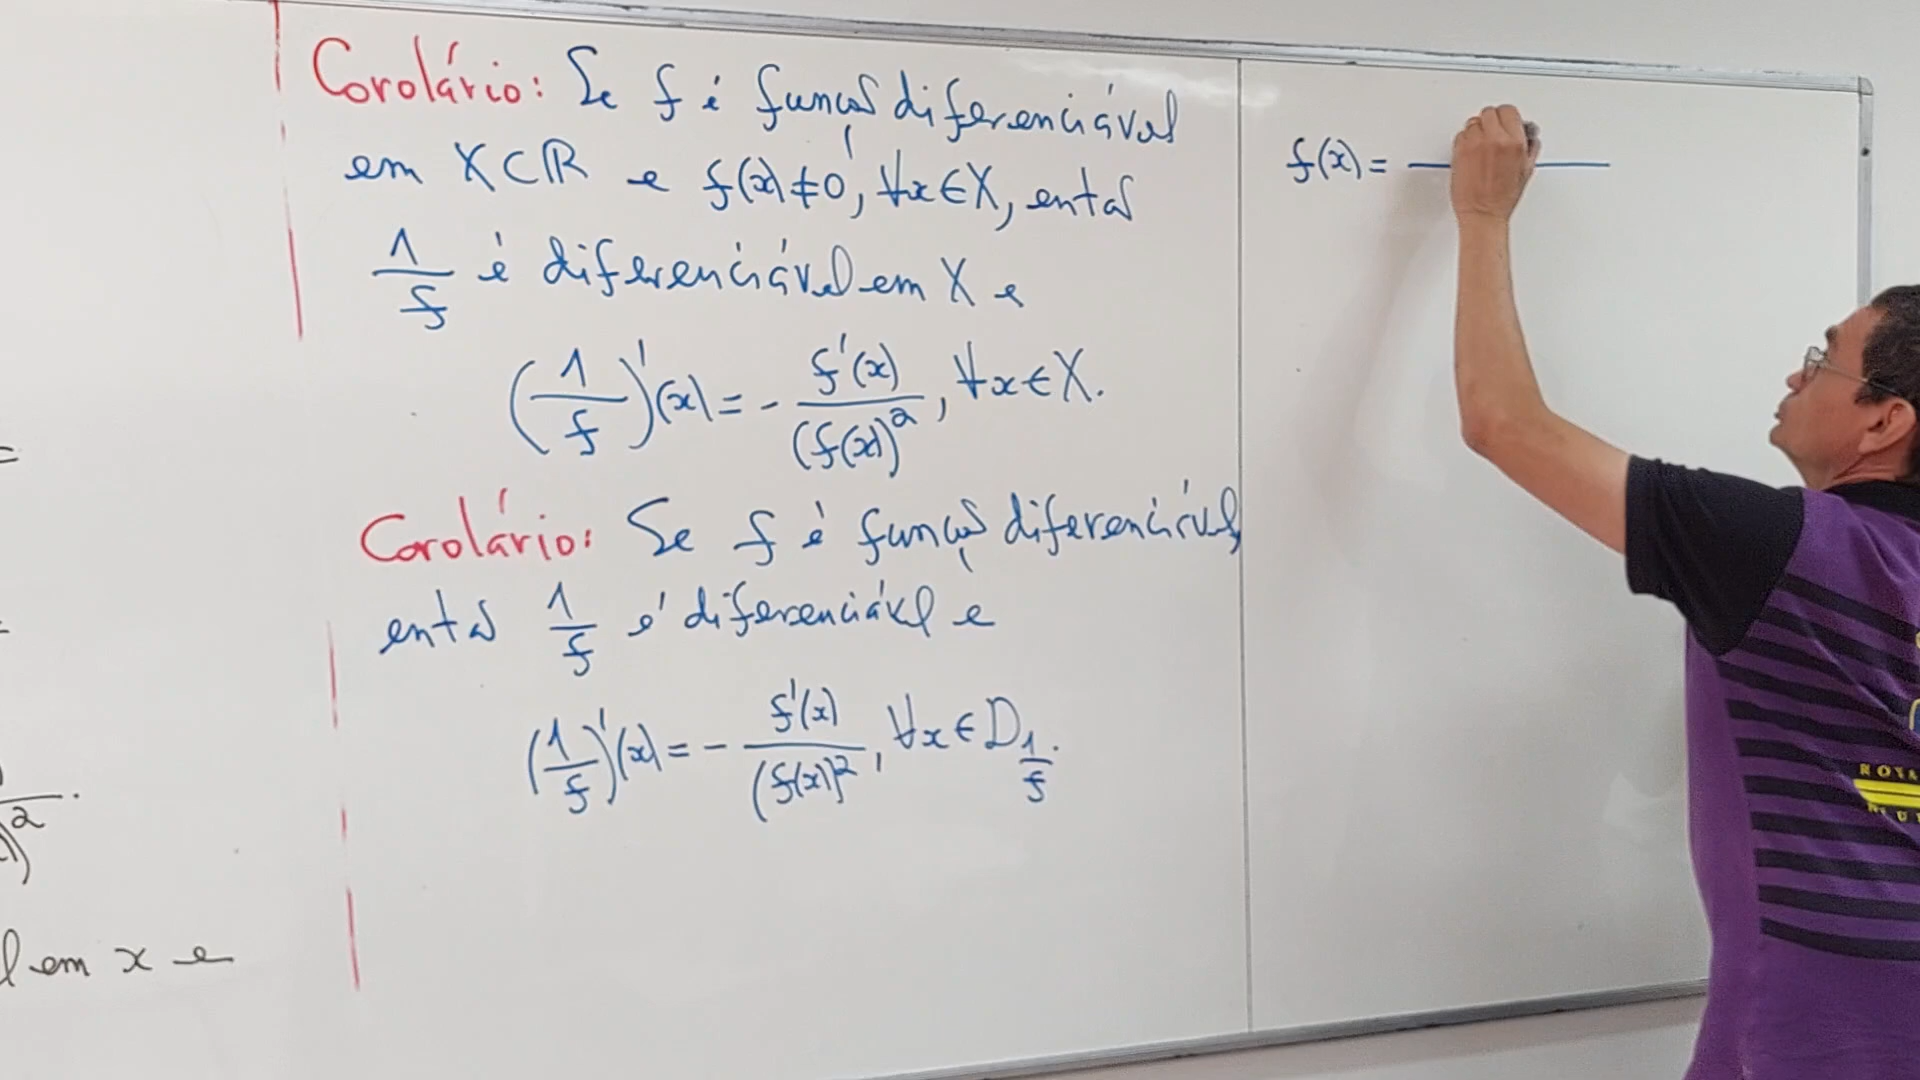 Corolário: Se f é função diferenciável
em X⊂ℝ e f(x)≠0, ∀x∈X, então
1/f é diferenciável em X e
(1/f)'(x) = - f'(x)/(f(x))², ∀x∈X.
Corolário: Se f é função diferenciável,
então 1/f é diferenciável e
(1/f)'(x) = - f'(x)/(f(x))², ∀x∈D_{1/f}.
f(x) =
em x e